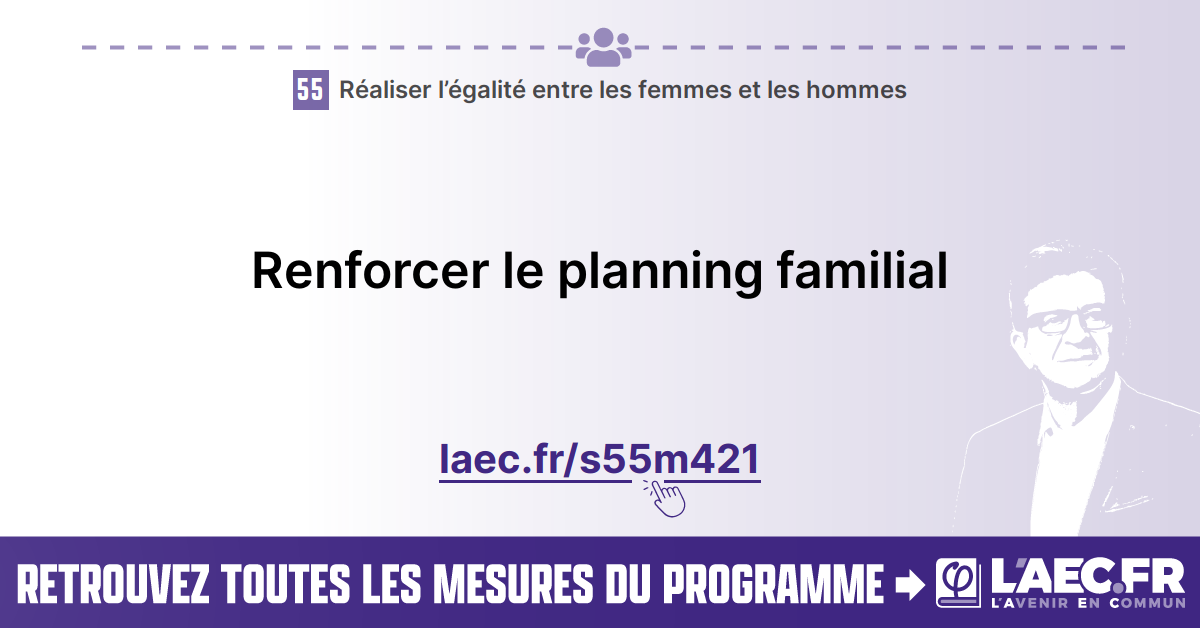 55 Réaliser l’égalité entre les femmes et les hommes
Renforcer le planning familial
laec.fr/s55m421
RETROUVEZ TOUTES LES MESURES DU PROGRAMME
φ
L'AEC.FR
L'AVENIR EN COMMUN